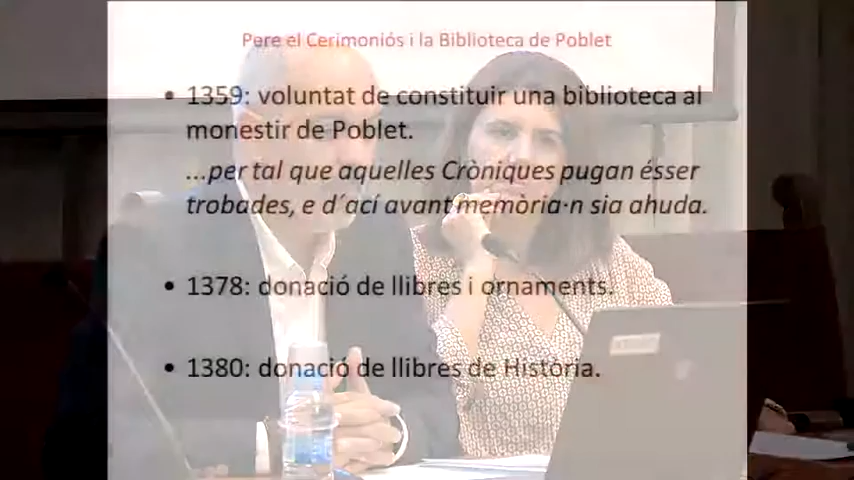 Pere el Cerimoniós i la Biblioteca de Poblet
• 1359: voluntat de constituir una biblioteca al
monestir de Poblet.
...per tal que aquelles Cròniques pugan ésser
trobades, e d´ací avant memòria·n sia ahuda.
• 1378: donació de llibres i ornaments.
• 1380: donació de llibres de Història.